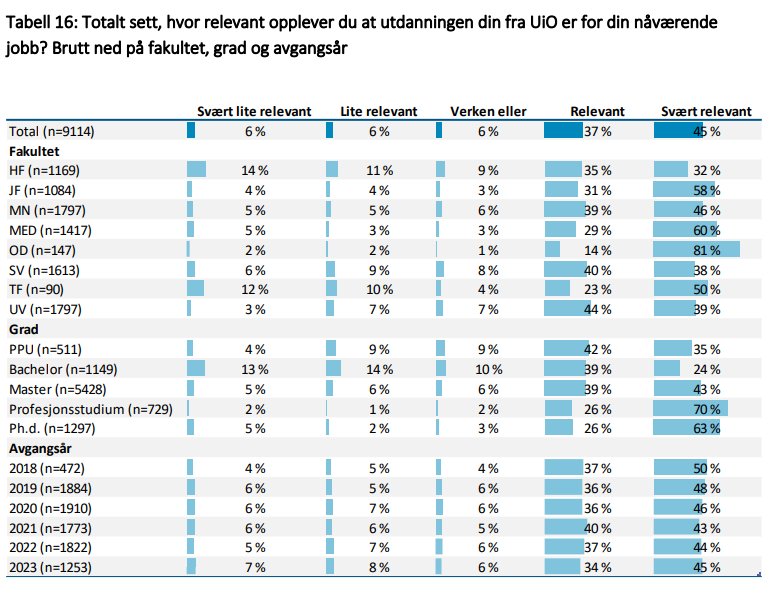 Tabell 16: Totalt sett, hvor relevant opplever du at utdanningen din fra UiO er for din nåværende
jobb? Brutt ned på fakultet, grad og avgangsår
Svært lite relevant Lite relevant Verken eller Relevant Svært relevant
Total (n=9114) 6 % 6 % 6 % 37 % 45 %
Fakultet
HF (n=1169) 14 % 11 % 9 % 35 % 32 %
JF (n=1084) 4 % 4 % 3 % 31 % 58 %
MN (n=1797) 5 % 5 % 6 % 39 % 46 %
MED (n=1417) 5 % 3 % 3 % 29 % 60 %
OD (n=147) 2 % 2 % 1 % 14 % 81 %
SV (n=1613) 6 % 9 % 8 % 40 % 38 %
TF (n=90) 12 % 10 % 4 % 23 % 50 %
UV (n=1797) 3 % 7 % 7 % 44 % 39 %
Grad
PPU (n=511) 4 % 9 % 9 % 42 % 35 %
Bachelor (n=1149) 13 % 14 % 10 % 39 % 24 %
Master (n=5428) 5 % 6 % 6 % 39 % 43 %
Profesjonsstudium (n=729) 2 % 1 % 2 % 26 % 70 %
Ph.d. (n=1297) 5 % 2 % 3 % 26 % 63 %
Avgangsår
2018 (n=472) 4 % 5 % 4 % 37 % 50 %
2019 (n=1884) 6 % 5 % 6 % 36 % 48 %
2020 (n=1910) 6 % 7 % 6 % 36 % 46 %
2021 (n=1773) 6 % 6 % 5 % 40 % 43 %
2022 (n=1822) 5 % 7 % 6 % 37 % 44 %
2023 (n=1253) 7 % 8 % 6 % 34 % 45 %